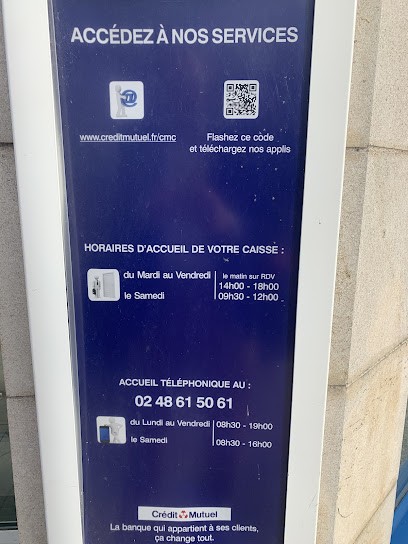 ACCÉDEZ À NOS SERVICES
www.creditmutuel.fr/cmc
Flashez ce code
et téléchargez nos applis
HORAIRES D'ACCUEIL DE VOTRE CAISSE :
du Mardi au Vendredi le matin sur RDV
14h00 - 18h00
le Samedi 09h30 - 12h00
ACCUEIL TÉLÉPHONIQUE AU :
02 48 61 50 61
du Lundi au Vendredi 08h30 - 19h00
le Samedi 08h30 - 16h00
Crédit Mutuel
La banque qui appartient à ses clients,
ça change tout.